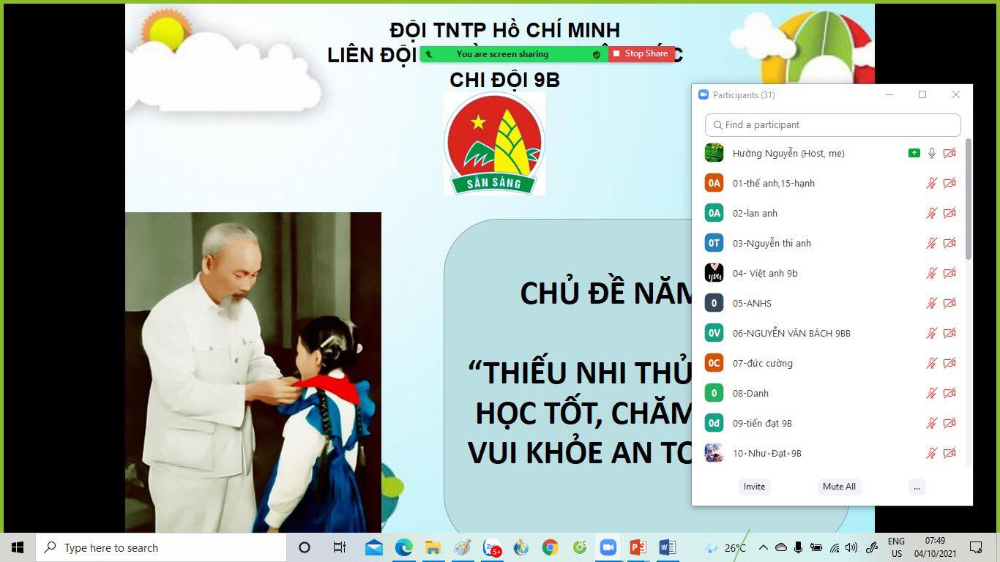 ĐỘI TNTP Hồ CHÍ MINH
LIÊN ĐỘI
You are screen sharing
Stop Share
CHI ĐỘI 9B
SẴN SÀNG
CHỦ ĐỀ NĂM
“THIẾU NHI THỦ
HỌC TỐT, CHĂM
VUI KHỎE AN TO
Participants (31)
Find a participant
Hường Nguyễn (Host, me)
0A 01-thế anh,15-hạnh
0A 02-lan anh
0T 03-Nguyễn thi anh
you 04- Việt anh 9b
0 05-ANHS
0V 06-NGUYỄN VĂN BÁCH 9BB
0C 07-đức cường
0 08-Danh
0đ 09-tiến đạt 9B
10•Như•Đạt•9B
Invite
Mute All
...
Type here to search
5+
26°C
ENG
US
07:49
04/10/2021